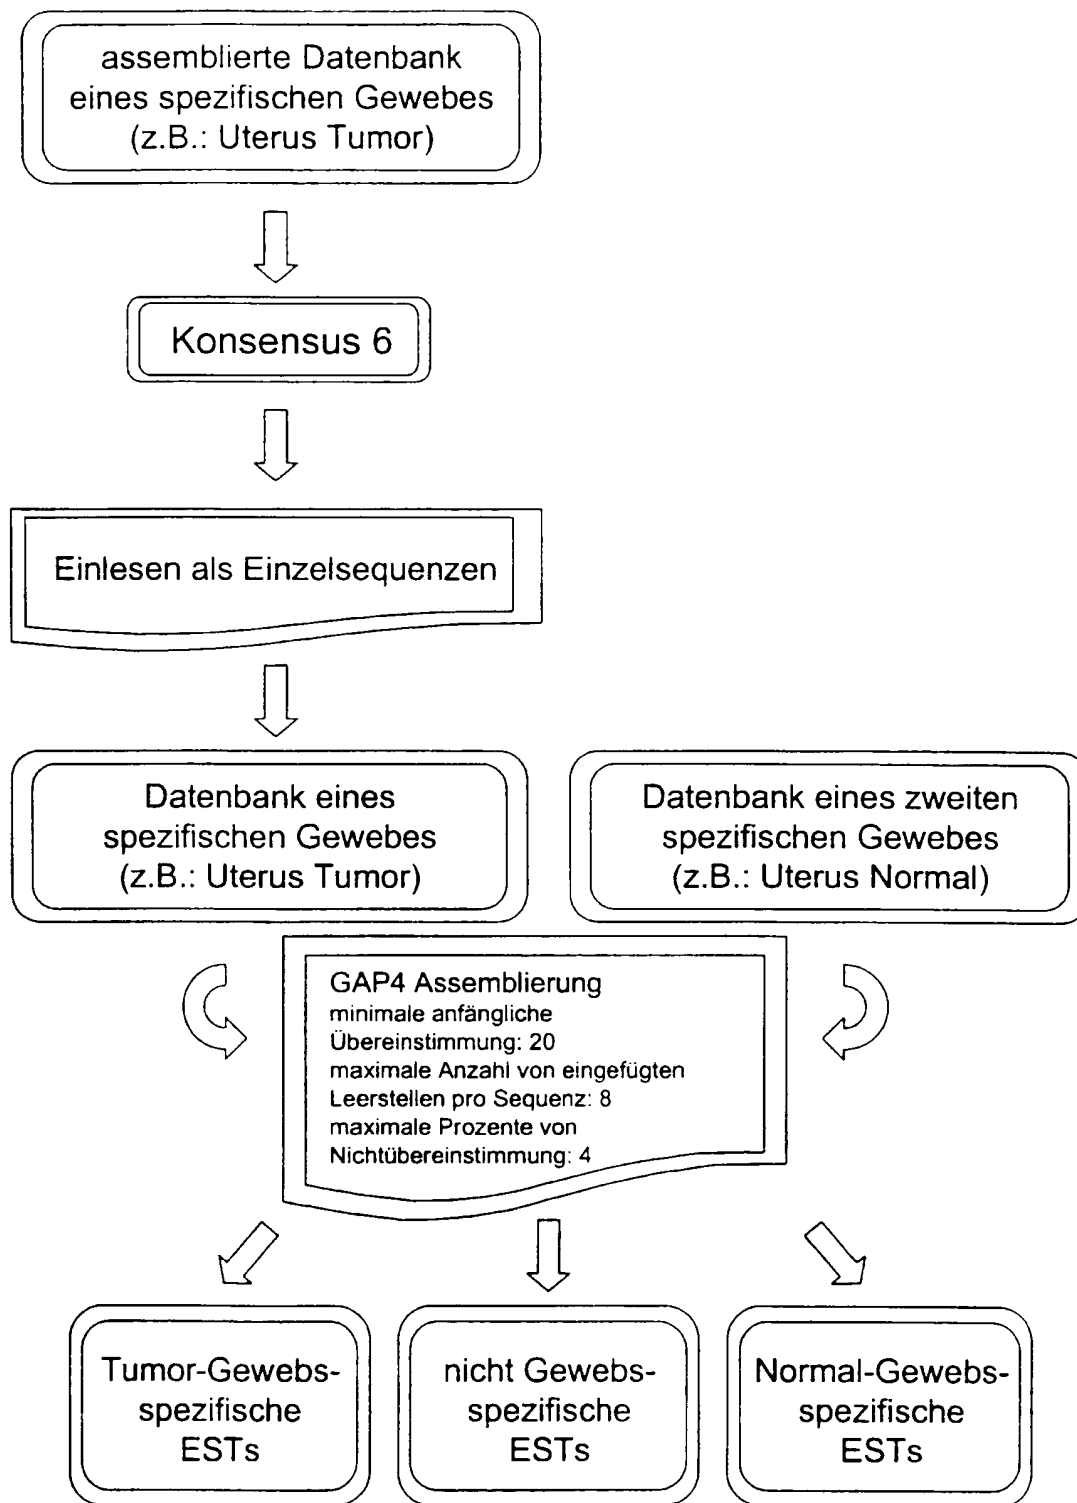 assemblierte Datenbank
eines spezifischen Gewebes
(z.B.: Uterus Tumor)
Konsensus 6
Einlesen als Einzelsequenzen
Datenbank eines
spezifischen Gewebes
(z.B.: Uterus Tumor)
Datenbank eines zweiten
spezifischen Gewebes
(z.B.: Uterus Normal)
GAP4 Assemblierung
minimale anfängliche
Übereinstimmung: 20
maximale Anzahl von eingefügten
Leerstellen pro Sequenz: 8
maximale Prozente von
Nichtübereinstimmung: 4
Tumor-Gewebs-
spezifische
ESTs
nicht Gewebs-
spezifische
ESTs
Normal-Gewebs-
spezifische
ESTs